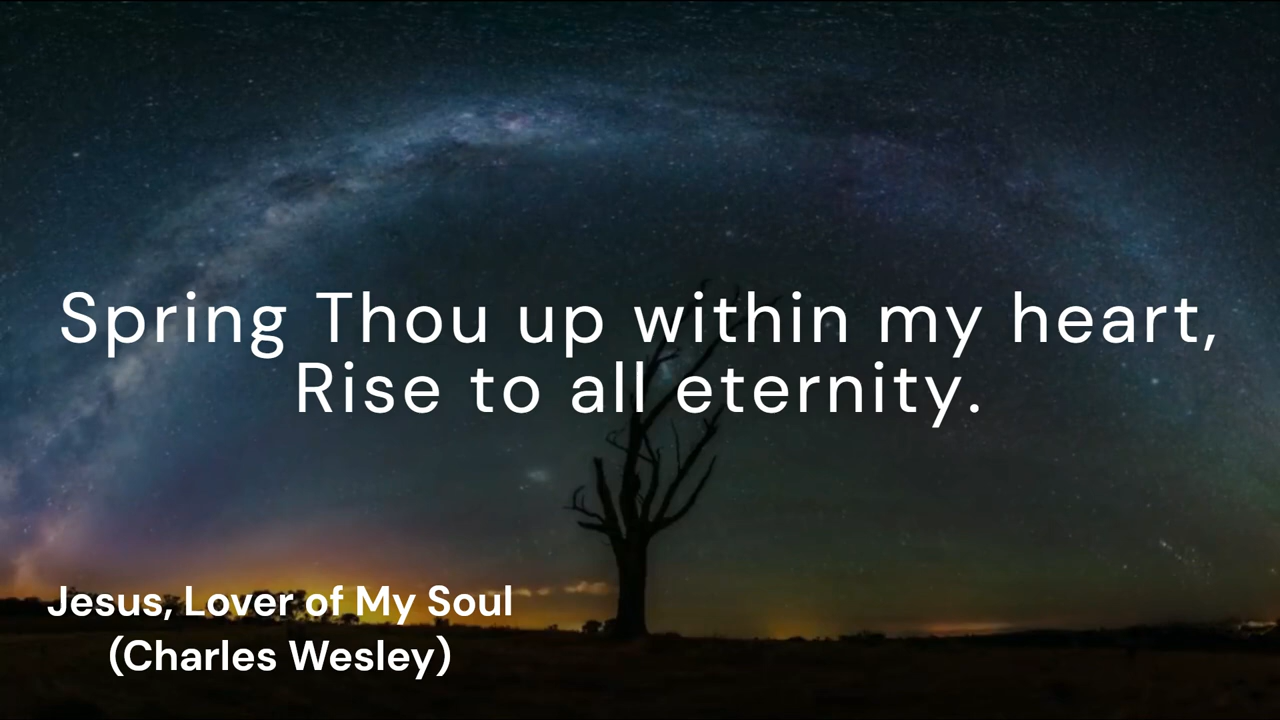 Spring Thou up within my heart,
Rise to all eternity.
Jesus, Lover of My Soul
(Charles Wesley)